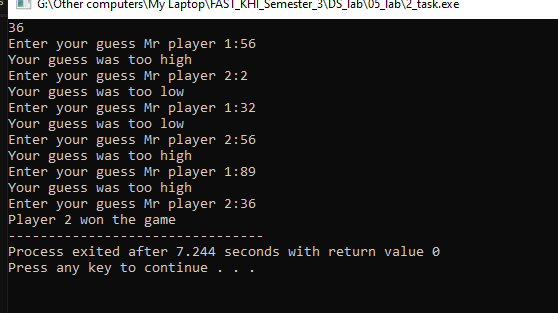 G:\Other computers\My Laptop\FAST_KHI_Semester_3\DS_lab\05_lab\2_task.exe
36
Enter your guess Mr player 1:56
Your guess was too high
Enter your guess Mr player 2:2
Your guess was too low
Enter your guess Mr player 1:32
Your guess was too low
Enter your guess Mr player 2:56
Your guess was too high
Enter your guess Mr player 1:89
Your guess was too high
Enter your guess Mr player 2:36
Player 2 won the game
--------------------------------
Process exited after 7.244 seconds with return value 0
Press any key to continue . . .